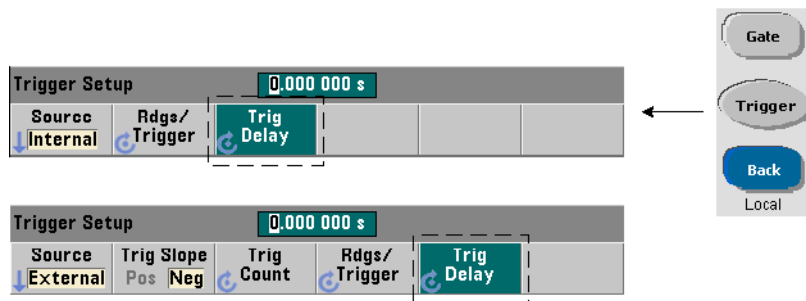 Gate
Trigger Setup 0.000 000 s
Source Rdgs/ Trig
Internal Trigger Delay
Trigger
Back
Local
Trigger Setup 0.000 000 s
Source Trig Slope Trig Rdgs/ Trig
External Pos Neg Count Trigger Delay